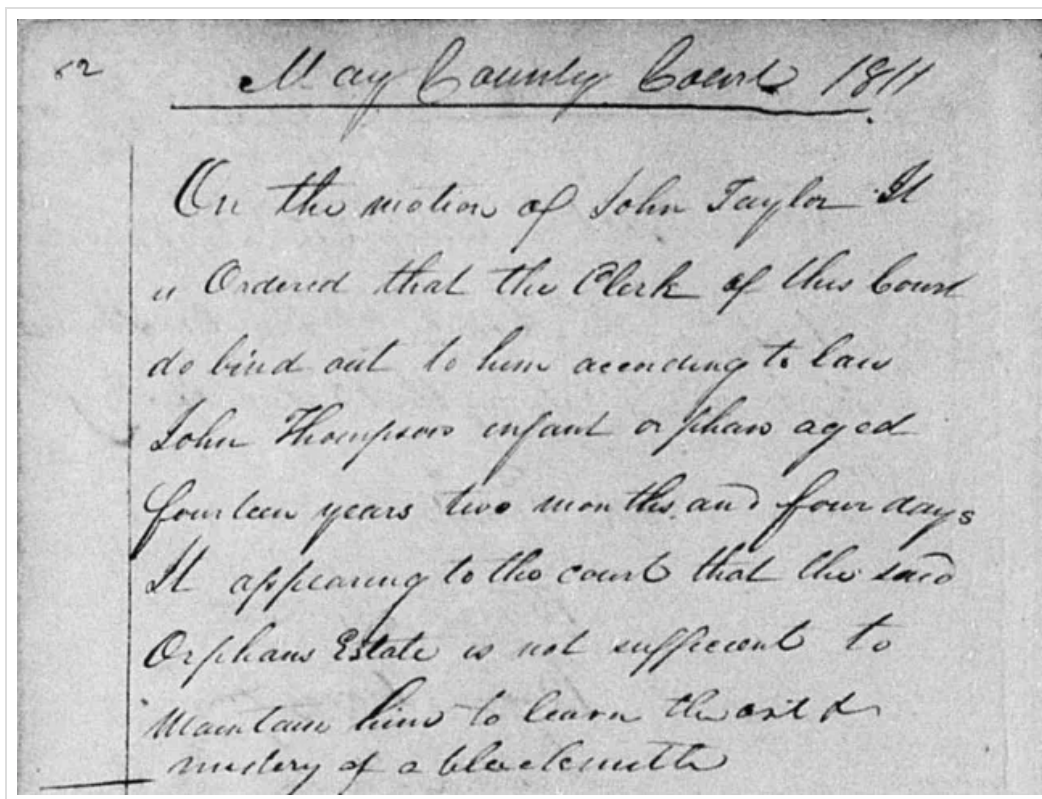 62
May County Court 1811
On the motion of John Taylor It
is Ordered that the Clerk of this Court
do bind out to him according to law
John Thompson infant orphan aged
fourteen years two months and four days
It appearing to the court that the said
Orphans Estate is not sufficient to
Maintain him to learn the art &
mistery of a blacksmith